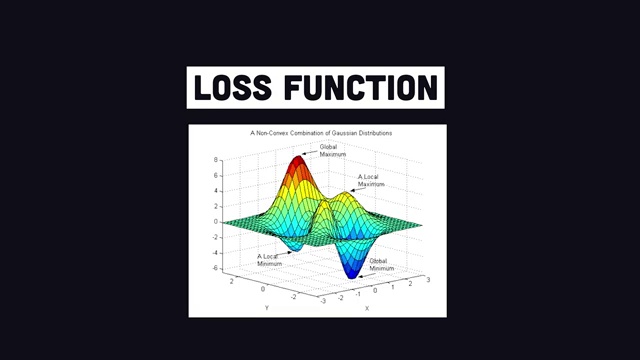 LOSS FUNCTION
A Non-Convex Combination of Gaussian Distributions
Global
Maximum
A Local
Maximum
A Local
Minimum
Global
Minimum
8
6
4
2
0
-2
-4
-6
2
0
-2
Y
-3
-2
-1
0
1
2
3
X